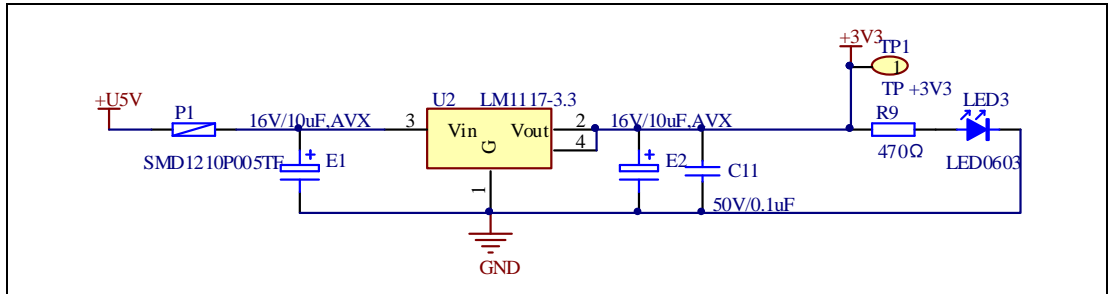 +3V3
TP1
1
TP +3V3
+U5V
P1
U2
LM1117-3.3
R9
LED3
16V/10uF,AVX
3
Vin
Vout
2
16V/10uF,AVX
4
G
470Ω
LED0603
SMD1210P005TF
E1
E2
C11
1
50V/0.1uF
GND